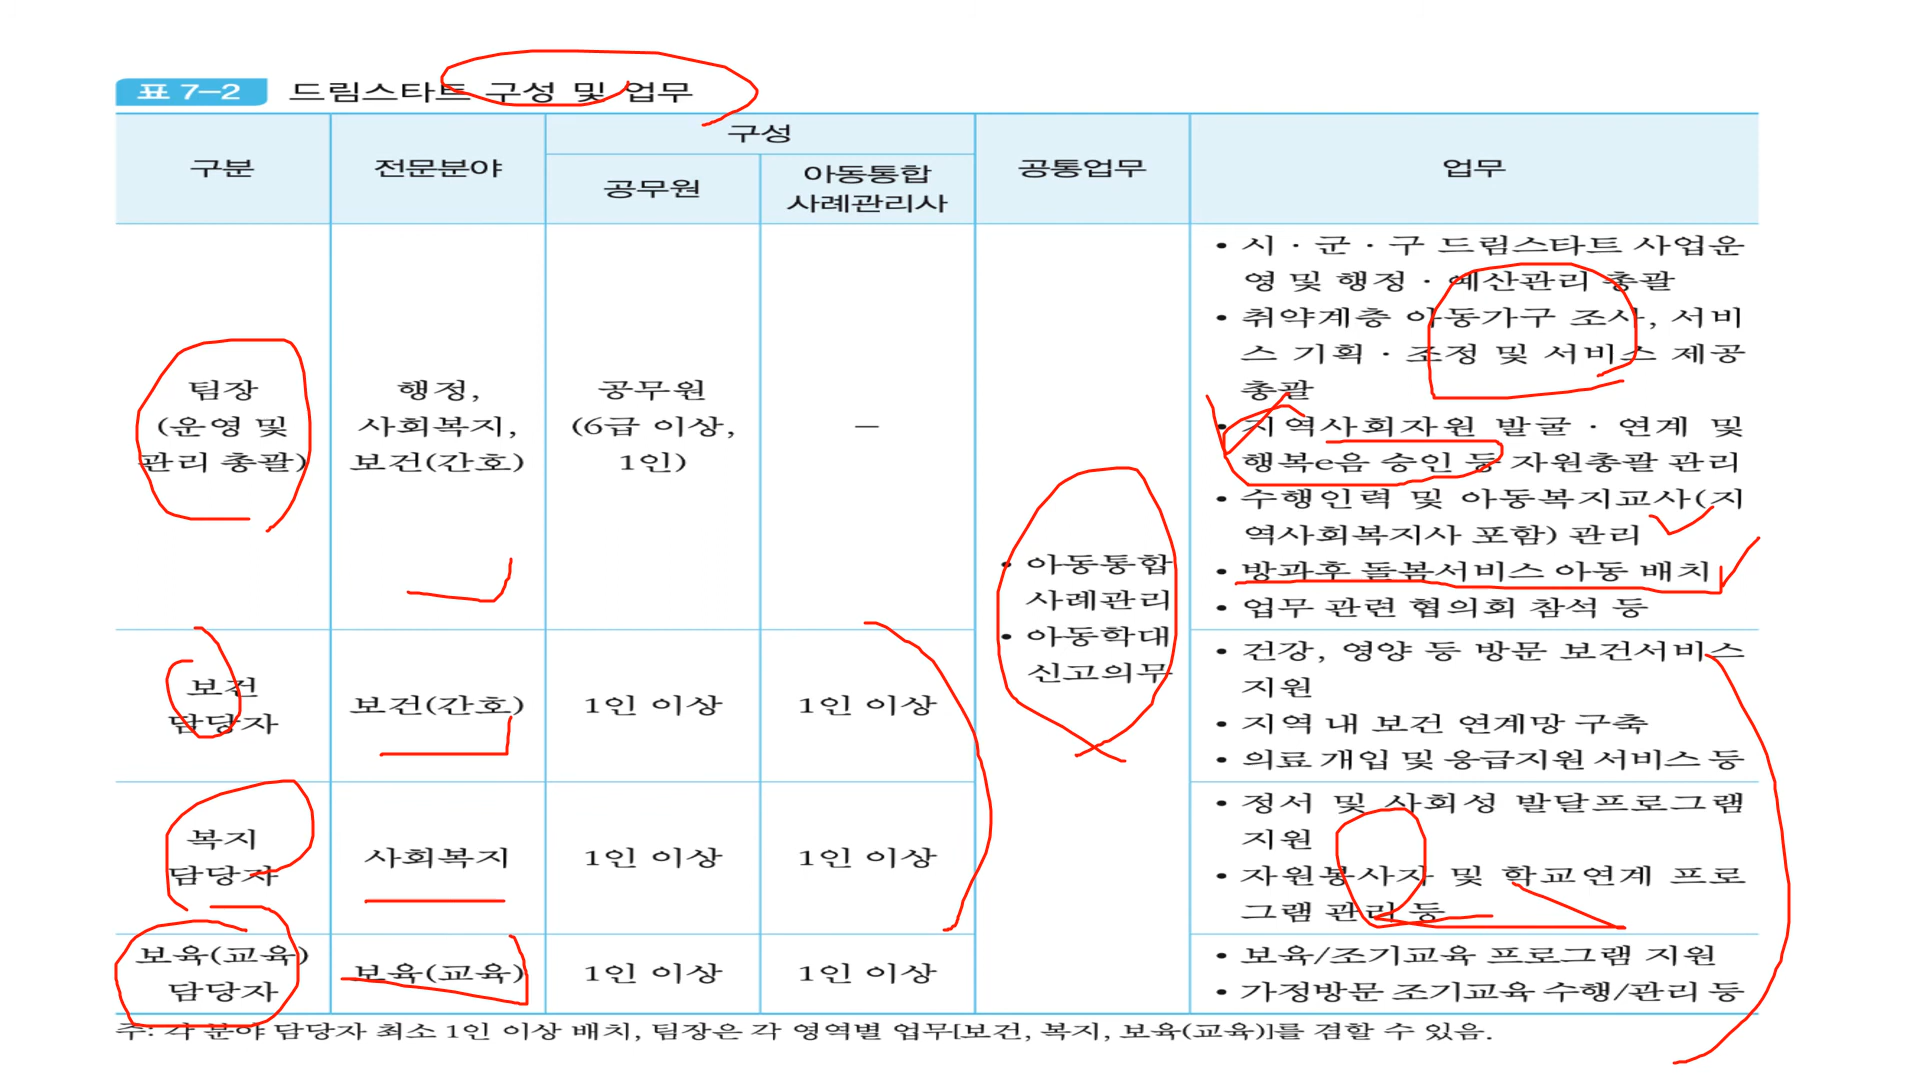 표 7-2 드림스타트 구성 및 업무
구분 전문분야 구성 공통업무 업무
공무원 아동통합
사례관리사
팀장
(운영 및
관리 총괄)
행정,
사회복지,
보건(간호)
공무원
(6급 이상,
1인)
—
• 아동통합
사례관리
• 아동학대
신고의무
• 시 · 군 · 구 드림스타트 사업운
영 및 행정 · 예산관리 총괄
• 취약계층 아동가구 조사, 서비
스 기획 · 조정 및 서비스 제공
총괄
• 지역사회자원 발굴 · 연계 및
행복e음 승인 등 자원총괄 관리
• 수행인력 및 아동복지교사(지
역사회복지사 포함) 관리
• 방과후 돌봄서비스 아동 배치
• 업무 관련 협의회 참석 등
보건
담당자
보건(간호)
1인 이상
1인 이상
• 건강, 영양 등 방문 보건서비스
지원
• 지역 내 보건 연계망 구축
• 의료 개입 및 응급지원 서비스 등
복지
담당자
사회복지
1인 이상
1인 이상
• 정서 및 사회성 발달프로그램
지원
• 자원봉사자 및 학교연계 프로
그램 관리 등
보육(교육)
담당자
보육(교육)
1인 이상
1인 이상
• 보육/조기교육 프로그램 지원
• 가정방문 조기교육 수행/관리 등
주: 각 분야 담당자 최소 1인 이상 배치, 팀장은 각 영역별 업무[보건, 복지, 보육(교육)]를 겸할 수 있음.